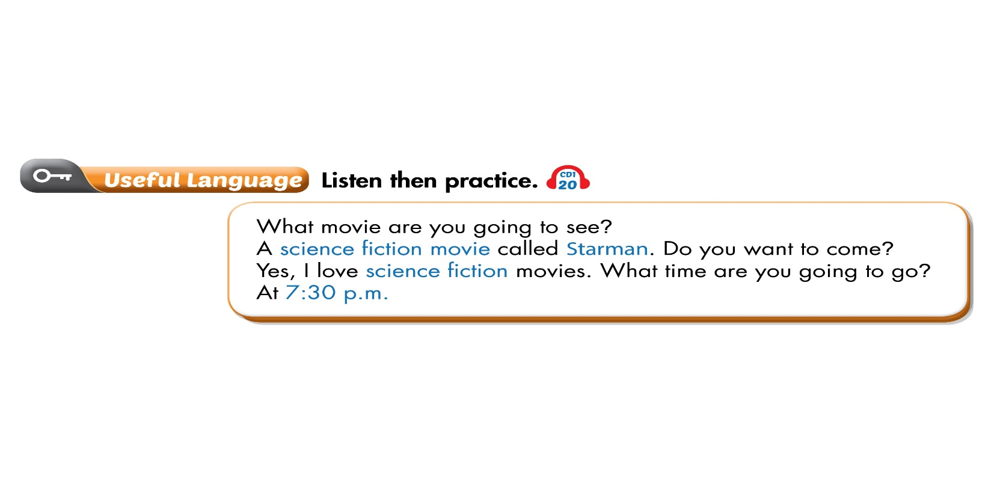 Useful Language Listen then practice. CD1 20
What movie are you going to see?
A science fiction movie called Starman. Do you want to come?
Yes, I love science fiction movies. What time are you going to go?
At 7:30 p.m.